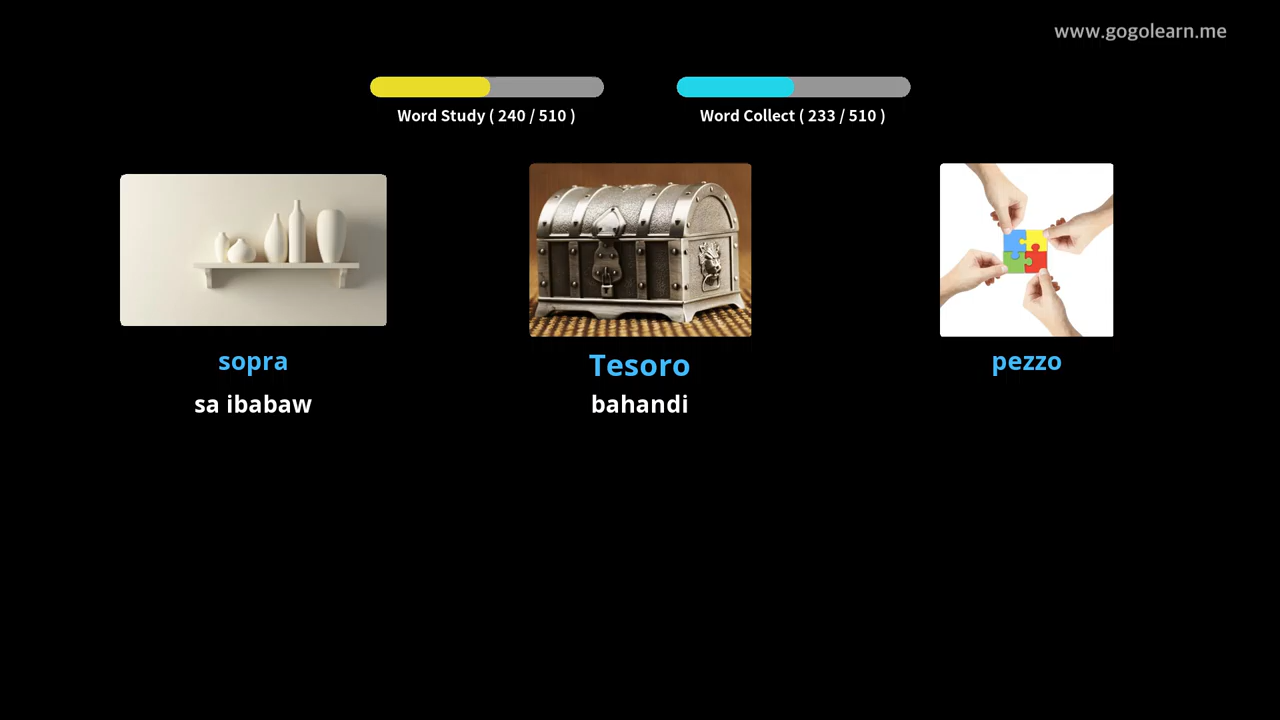 www.gogolearn.me
Word Study ( 240 / 510 )
Word Collect ( 233 / 510 )
sopra
Tesoro
pezzo
sa ibabaw
bahandi